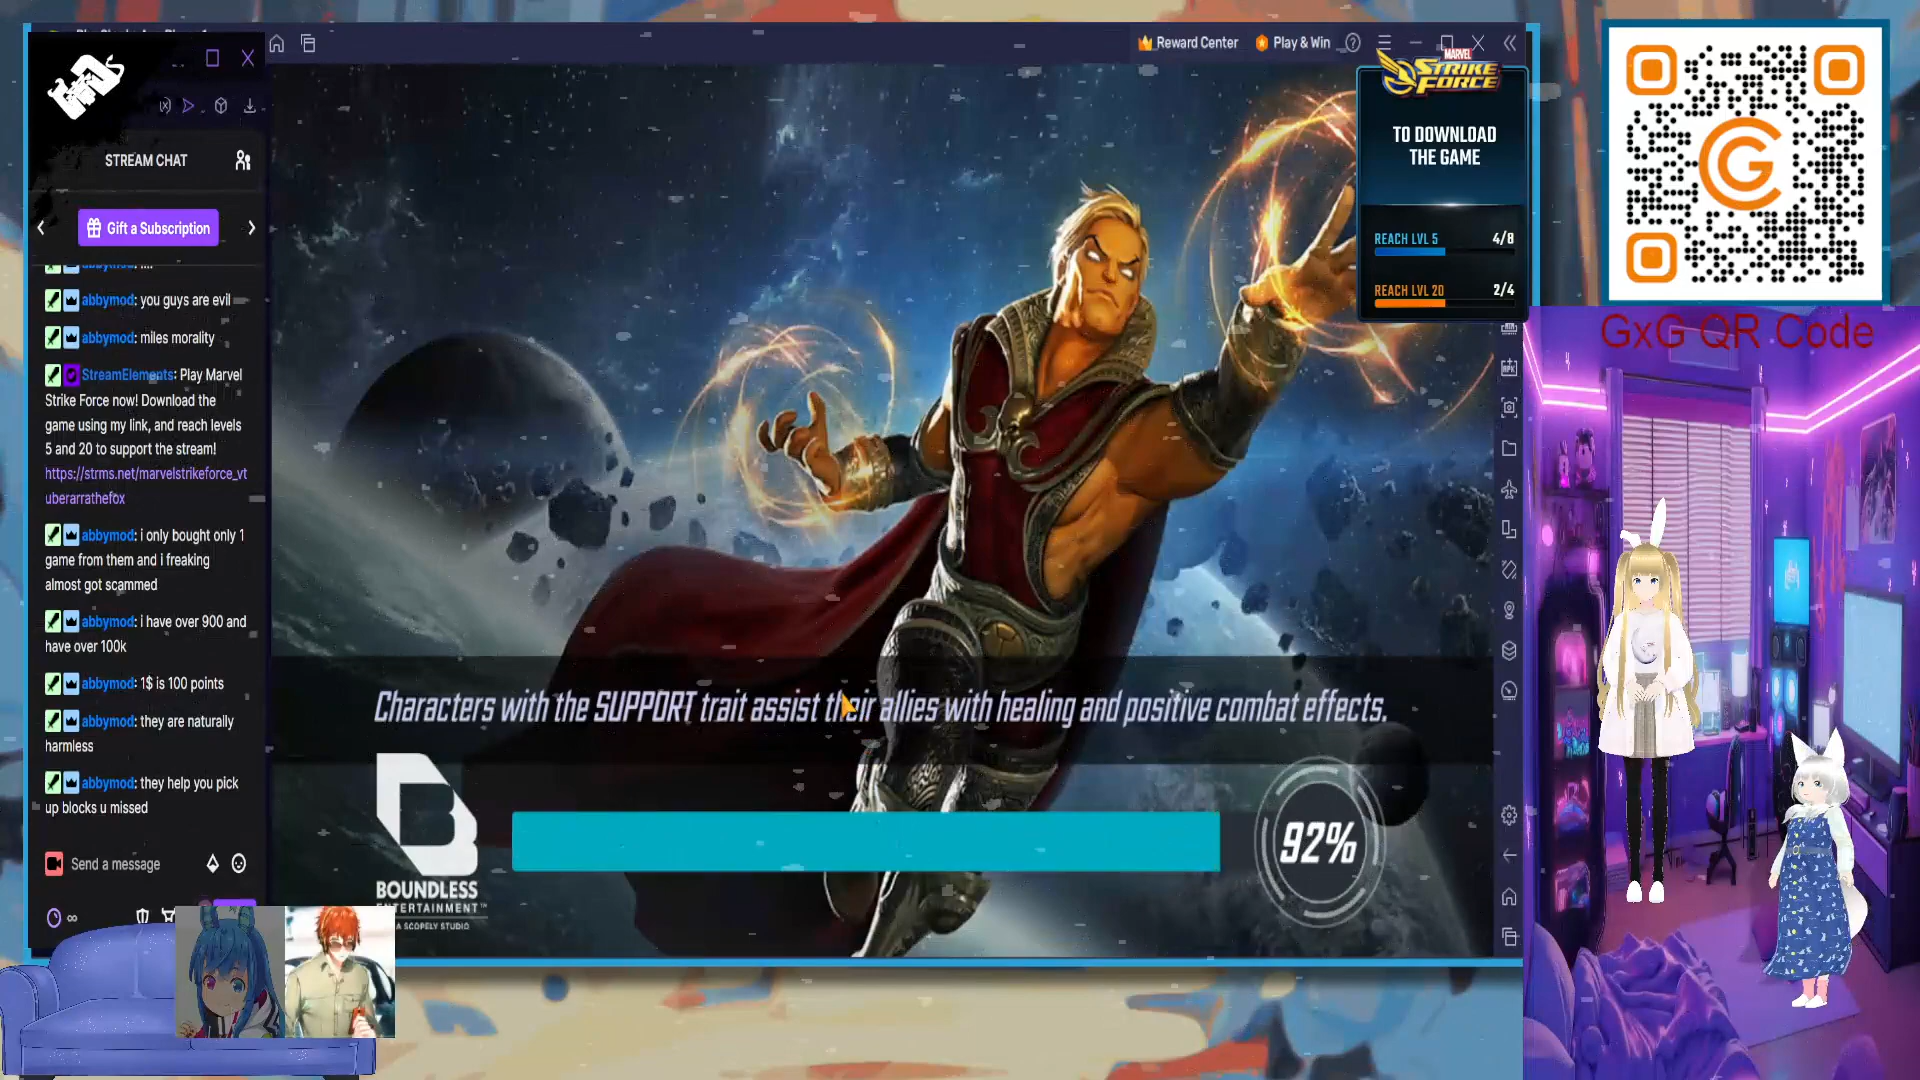 Reward Center
Play & Win
STREAM CHAT
Gift a Subscription
abbymod: you guys are evil
abbymod: miles morality
StreamElements: Play Marvel
Strike Force now! Download the
game using my link, and reach levels
5 and 20 to support the stream!
https://strms.net/marvelstrikeforce_vt
uberarrathefox
abbymod: i only bought only 1
game from them and i freaking
almost got scammed
abbymod: i have over 900 and
have over 100k
abbymod: 1$ is 100 points
abbymod: they are naturally
harmless
abbymod: they help you pick
up blocks u missed
Send a message
∞
MARVEL
STRIKE
FORCE
TO DOWNLOAD
THE GAME
REACH LVL 5 4/8
REACH LVL 20 2/4
GxG QR Code
Characters with the SUPPORT trait assist their allies with healing and positive combat effects.
BOUNDLESS
ENTERTAINMENT™
A SCOPELY STUDIO
92%